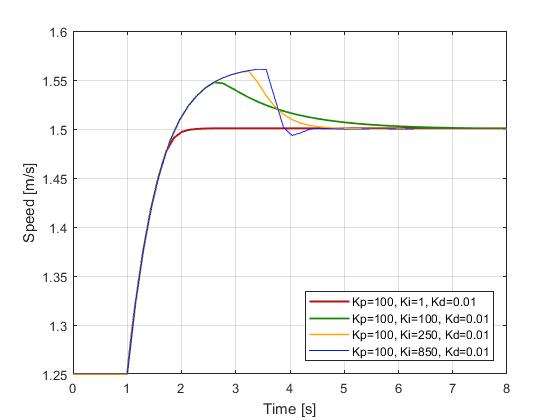 1.6
1.55
1.5
1.45
1.4
1.35
1.3
1.25
Speed [m/s]
0 1 2 3 4 5 6 7 8
Time [s]
Kp=100, Ki=1, Kd=0.01
Kp=100, Ki=100, Kd=0.01
Kp=100, Ki=250, Kd=0.01
Kp=100, Ki=850, Kd=0.01